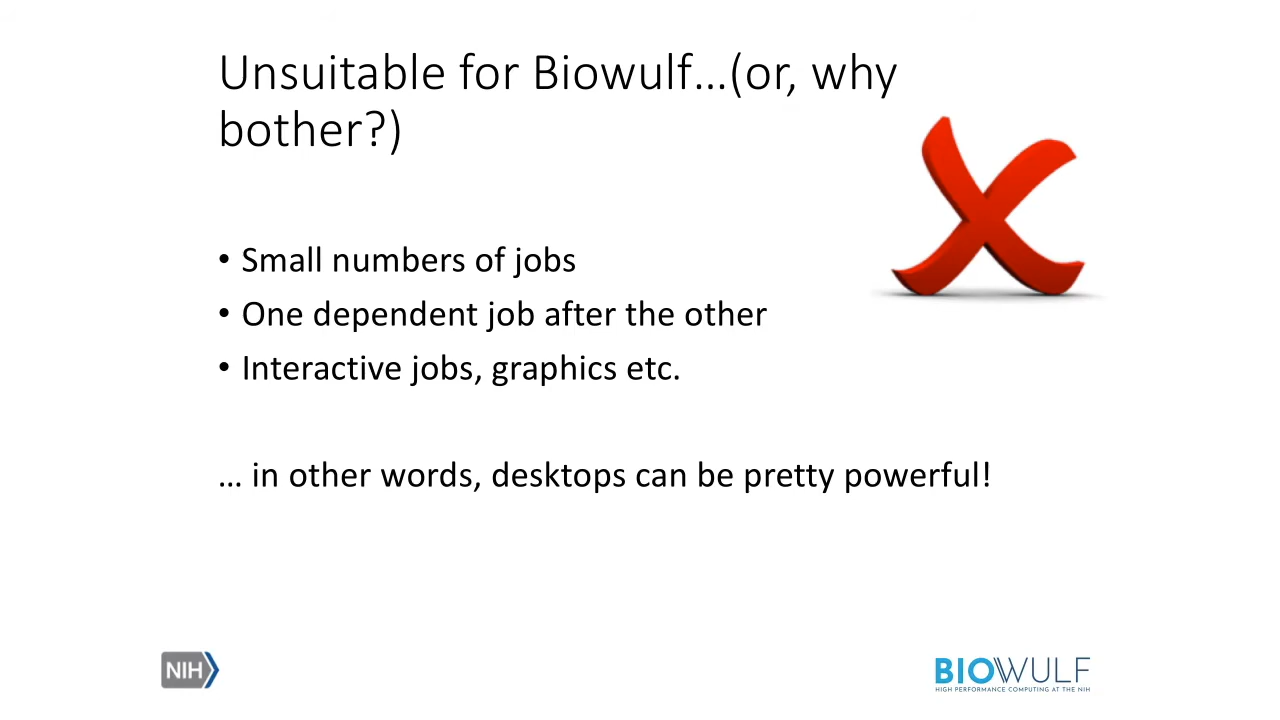 Unsuitable for Biowulf…(or, why
bother?)
• Small numbers of jobs
• One dependent job after the other
• Interactive jobs, graphics etc.
… in other words, desktops can be pretty powerful!
NIH
BIOWULF
HIGH PERFORMANCE COMPUTING AT THE NIH